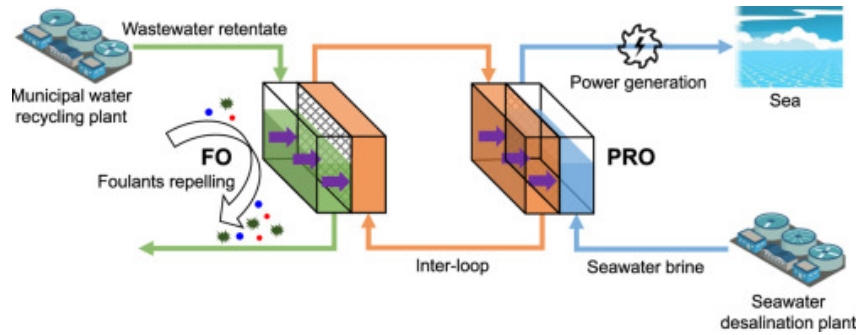 Wastewater retentate
Municipal water
recycling plant
FO
Foulants repelling
Inter-loop
PRO
Power generation
Sea
Seawater brine
Seawater
desalination plant